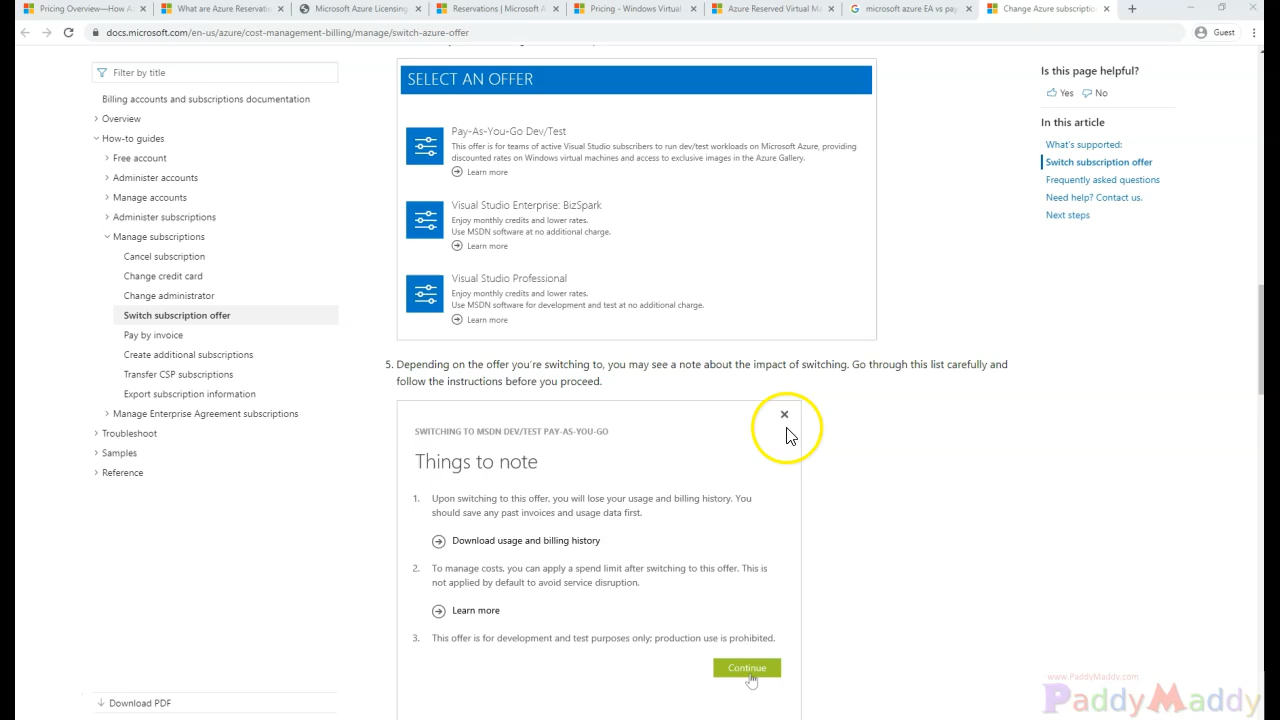 Pricing Overview—How A
What are Azure Reservatio
Microsoft Azure Licensing
Reservations | Microsoft A
Pricing - Windows Virtual
Azure Reserved Virtual Ma
microsoft azure EA vs pay
Change Azure subscriptio
docs.microsoft.com/en-us/azure/cost-management-billing/manage/switch-azure-offer
Guest
Filter by title
Billing accounts and subscriptions documentation
Overview
How-to guides
Free account
Administer accounts
Manage accounts
Administer subscriptions
Manage subscriptions
Cancel subscription
Change credit card
Change administrator
Switch subscription offer
Pay by invoice
Create additional subscriptions
Transfer CSP subscriptions
Export subscription information
Manage Enterprise Agreement subscriptions
Troubleshoot
Samples
Reference
Download PDF
SELECT AN OFFER
Pay-As-You-Go Dev/Test
This offer is for teams of active Visual Studio subscribers to run dev/test workloads on Microsoft Azure, providing
discounted rates on Windows virtual machines and access to exclusive images in the Azure Gallery.
Learn more
Visual Studio Enterprise: BizSpark
Enjoy monthly credits and lower rates.
Use MSDN software at no additional charge.
Learn more
Visual Studio Professional
Enjoy monthly credits and lower rates.
Use MSDN software for development and test at no additional charge.
Learn more
5. Depending on the offer you're switching to, you may see a note about the impact of switching. Go through this list carefully and
follow the instructions before you proceed.
SWITCHING TO MSDN DEV/TEST PAY-AS-YOU-GO
Things to note
1. Upon switching to this offer, you will lose your usage and billing history. You
should save any past invoices and usage data first.
Download usage and billing history
2. To manage costs, you can apply a spend limit after switching to this offer. This is
not applied by default to avoid service disruption.
Learn more
3. This offer is for development and test purposes only; production use is prohibited.
Continue
Is this page helpful?
Yes
No
In this article
What's supported:
Switch subscription offer
Frequently asked questions
Need help? Contact us.
Next steps
www.PaddyMaddy.com
PaddyMaddy